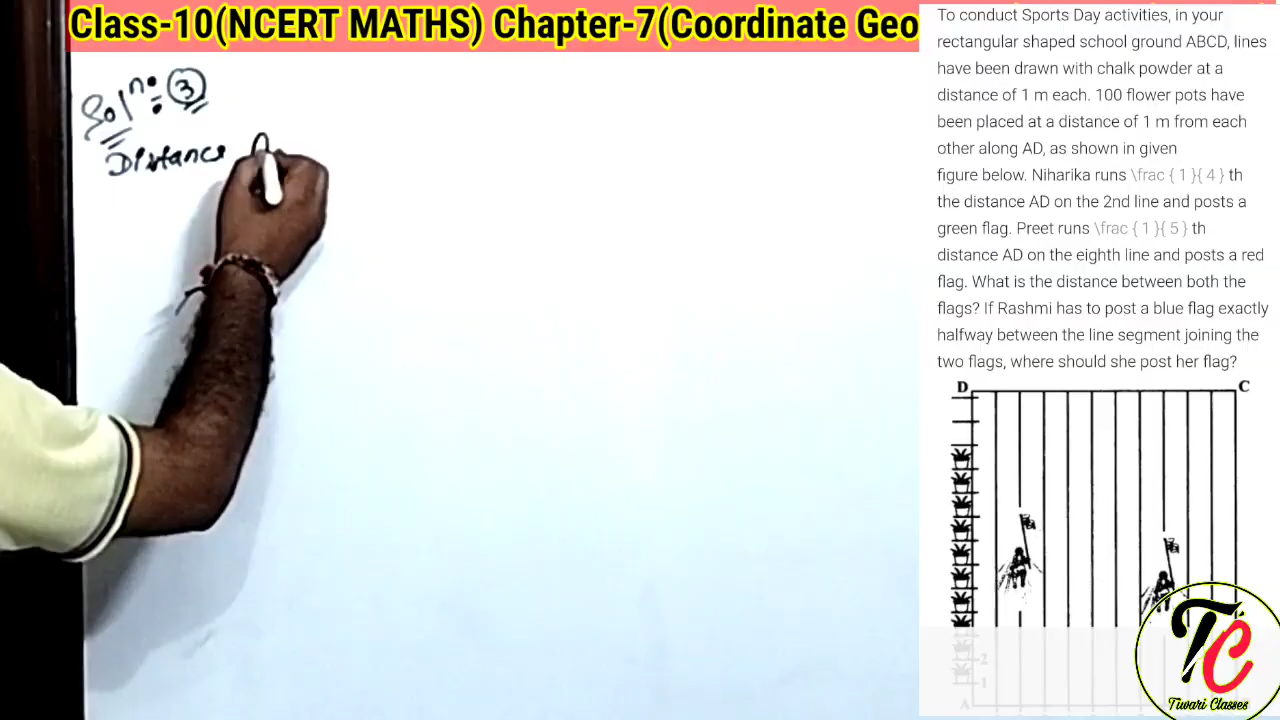 Class-10(NCERT MATHS) Chapter-7(Coordinate Geo
Solⁿ: ③
Distance
To conduct Sports Day activities, in your
rectangular shaped school ground ABCD, lines
have been drawn with chalk powder at a
distance of 1 m each. 100 flower pots have
been placed at a distance of 1 m from each
other along AD, as shown in given
figure below. Niharika runs \frac { 1 }{ 4 } th
the distance AD on the 2nd line and posts a
green flag. Preet runs \frac { 1 }{ 5 } th
distance AD on the eighth line and posts a red
flag. What is the distance between both the
flags? If Rashmi has to post a blue flag exactly
halfway between the line segment joining the
two flags, where should she post her flag?
D C
2
1
A
TC
Tiwari Classes